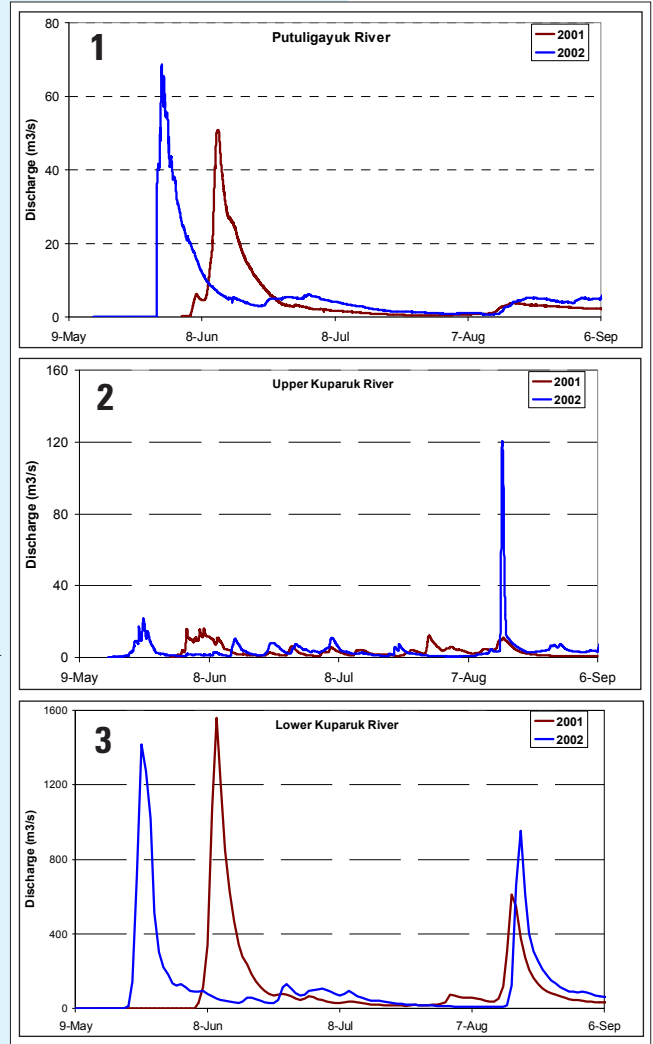 1
Putuligayuk River
2001
2002
Discharge (m3/s)
80
60
40
20
0
9-May 8-Jun 8-Jul 7-Aug 6-Sep
2
Upper Kuparuk River
2001
2002
Discharge (m3/s)
160
120
80
40
0
9-May 8-Jun 8-Jul 7-Aug 6-Sep
3
Lower Kuparuk River
2001
2002
Discharge (m3/s)
1600
1200
800
400
0
9-May 8-Jun 8-Jul 7-Aug 6-Sep